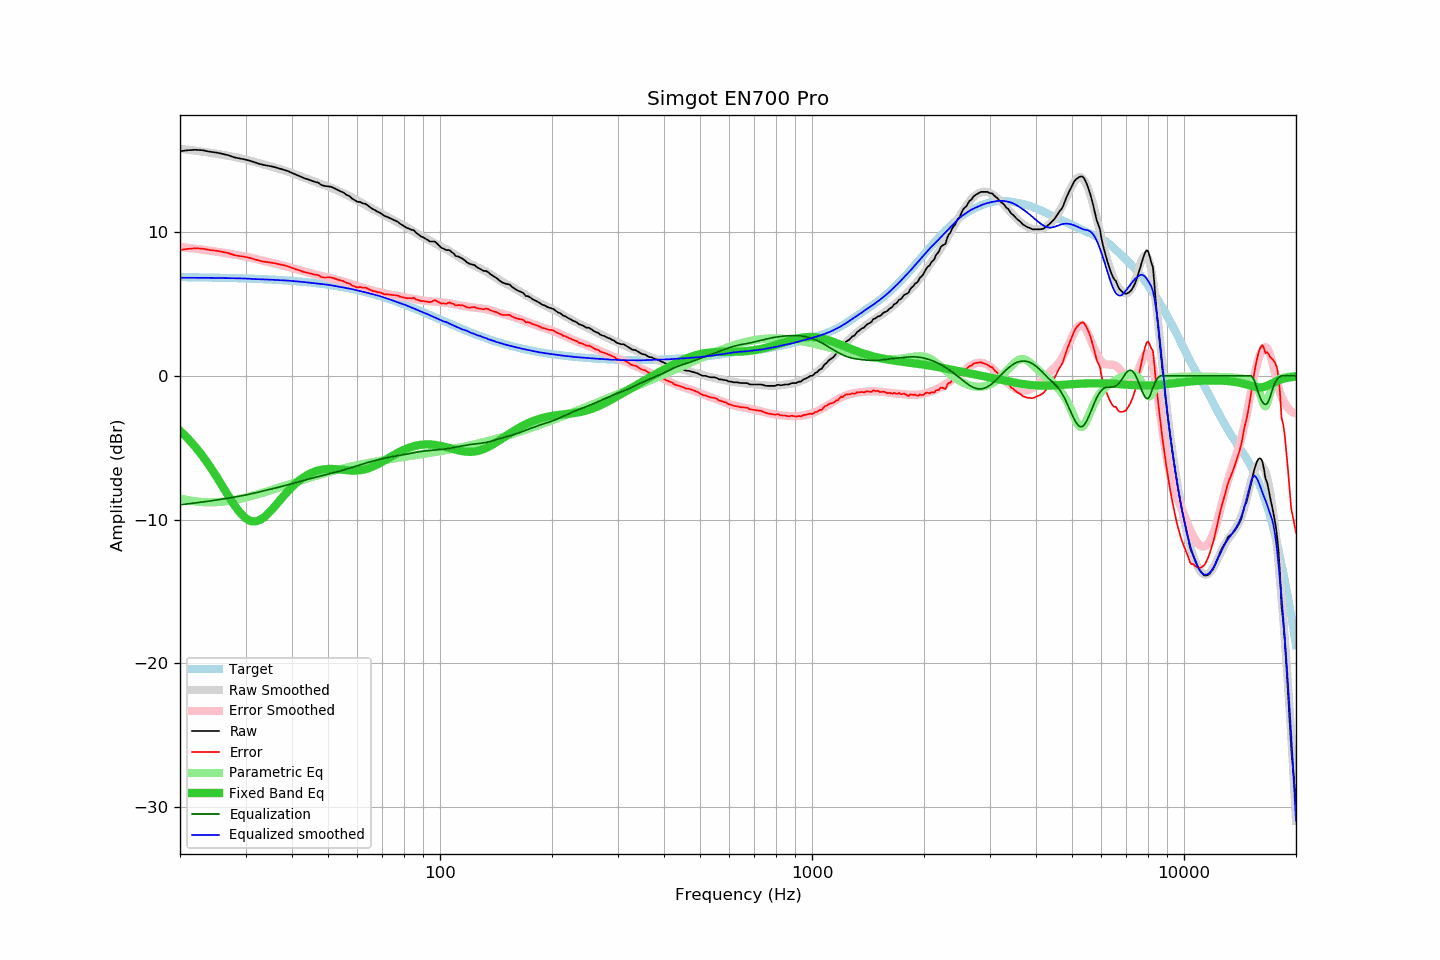 Simgot EN700 Pro
Amplitude (dBr)
10
0
−10
−20
−30
Target
Raw Smoothed
Error Smoothed
Raw
Error
Parametric Eq
Fixed Band Eq
Equalization
Equalized smoothed
100
1000
10000
Frequency (Hz)